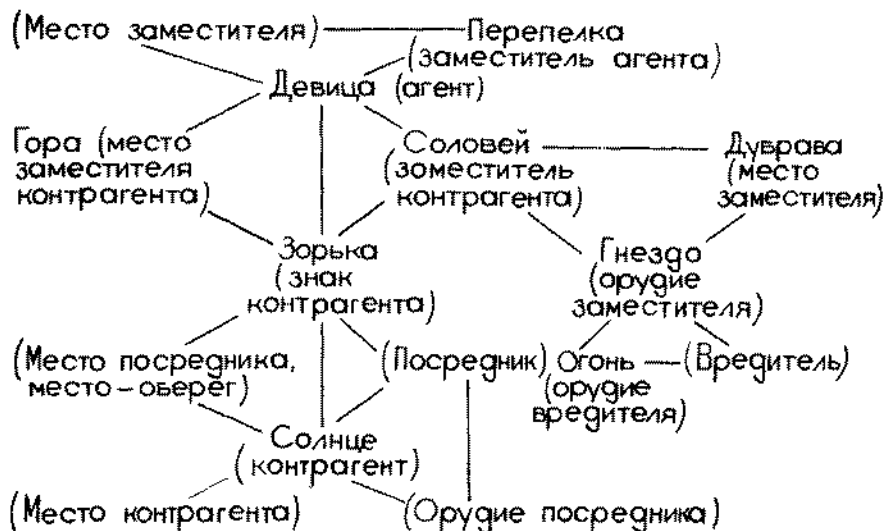 (Место заместителя) Перепелка
(заместитель агента)
Девица (агент)
Гора (место
заместителя
контрагента)
Соловей
(зоместитель
контрагента)
Дуврава
(место
заместителя)
Зорька
(знак
контрагента)
Гнездо
(орудие
заместителя)
(Место посредника,
место-оберег)
(Посредник)
Огонь
(орудие
вредителя)
(Вредитель)
Солнце
(контрагент)
(Место контрагента)
(Орудие посредника)